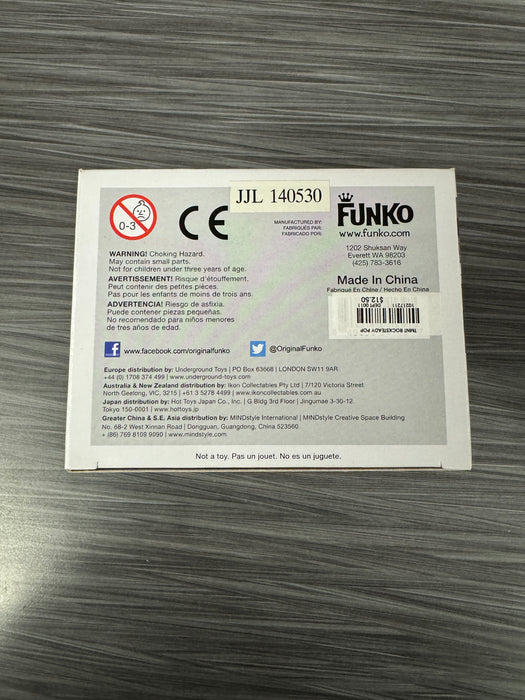 0-3
CE
JJL 140530
MANUFACTURED BY:
FABRIQUÉS PAR:
FABRICADO POR:
FUNKO
www.funko.com
1202 Shuksan Way
Everett WA 98203
(425) 783-3616
Made In China
Fabriqué En Chine / Hecho En China
WARNING! Choking Hazard.
May contain small parts.
Not for children under three years of age.
AVERTISSEMENT! Risque d'étouffement.
Peut contenir des petites pièces.
Pas pour les enfants de moins de trois ans.
ADVERTENCIA! Riesgo de asfixia.
Puede contener piezas pequeñas.
No recomendado para niños menores
de tres años de edad.
TMNT ROCKSTEADY POP
10217211
DEPT 0013
$12.50
www.facebook.com/originalfunko
@OriginalFunko
Europe distribution by: Underground Toys | PO Box 63668 | LONDON SW11 9AR
+44 (0) 1708 374 499 | www.underground-toys.com
Australia & New Zealand distribution by: Ikon Collectables Pty Ltd | 7/120 Victoria Street
North Geelong, VIC, 3215 | +61 3 5278 4499 | www.ikoncollectables.com.au
Japan distribution by: Hot Toys Japan Co., Inc. | G Bldg 3rd Floor | Jingumae 3-30-12.
Tokyo 150-0001 | www.hottoys.jp
Greater China & S.E. Asia distribution by: MINDstyle International | MINDstyle Creative Space Building
No. 68-2 West Xinnan Road | Dongguan, Guangdong, China 523560
+ (86) 769 8109 9090 | www.mindstyle.com
Not a toy. Pas un jouet. No es un juguete.